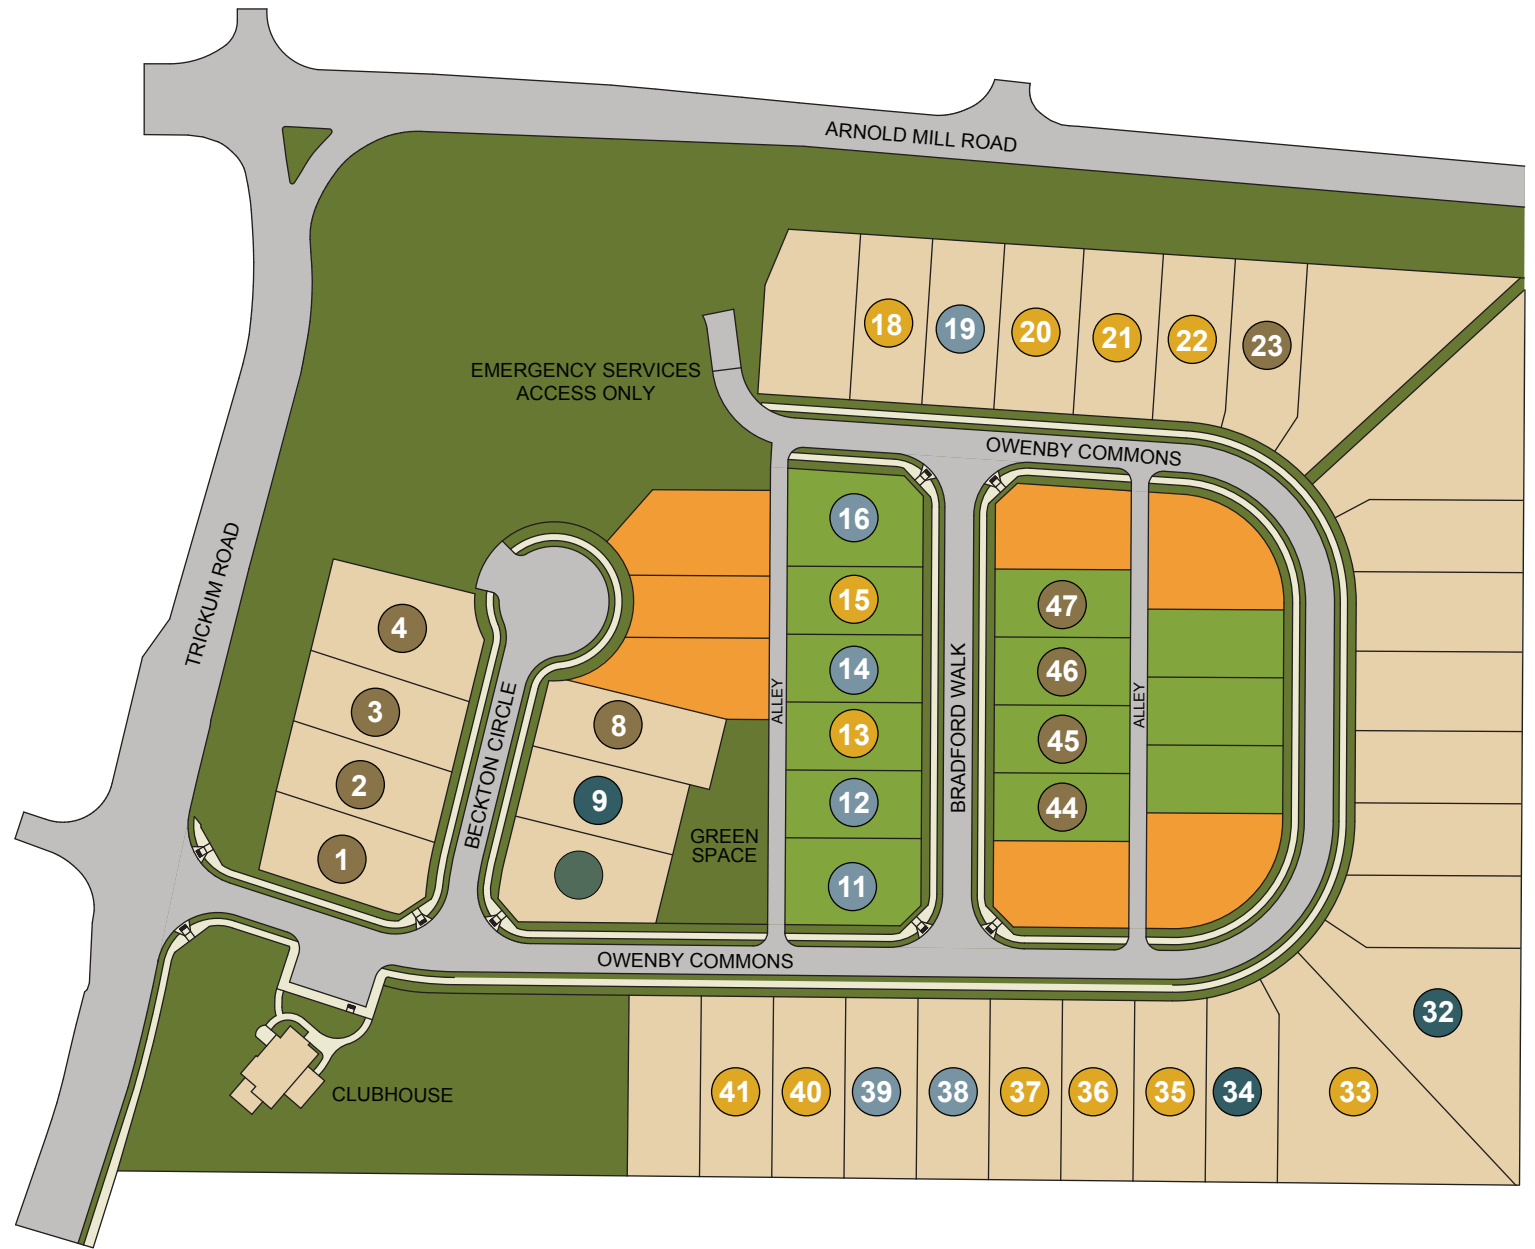 ARNOLD MILL ROAD
18
19
20
21
22
23
EMERGENCY SERVICES
ACCESS ONLY
OWENBY COMMONS
TRICKUM ROAD
16
15
14
13
12
11
47
46
45
44
4
3
2
1
8
9
BECKTON CIRCLE
ALLEY
BRADFORD WALK
ALLEY
GREEN
SPACE
OWENBY COMMONS
32
41
40
39
38
37
36
35
34
33
CLUBHOUSE